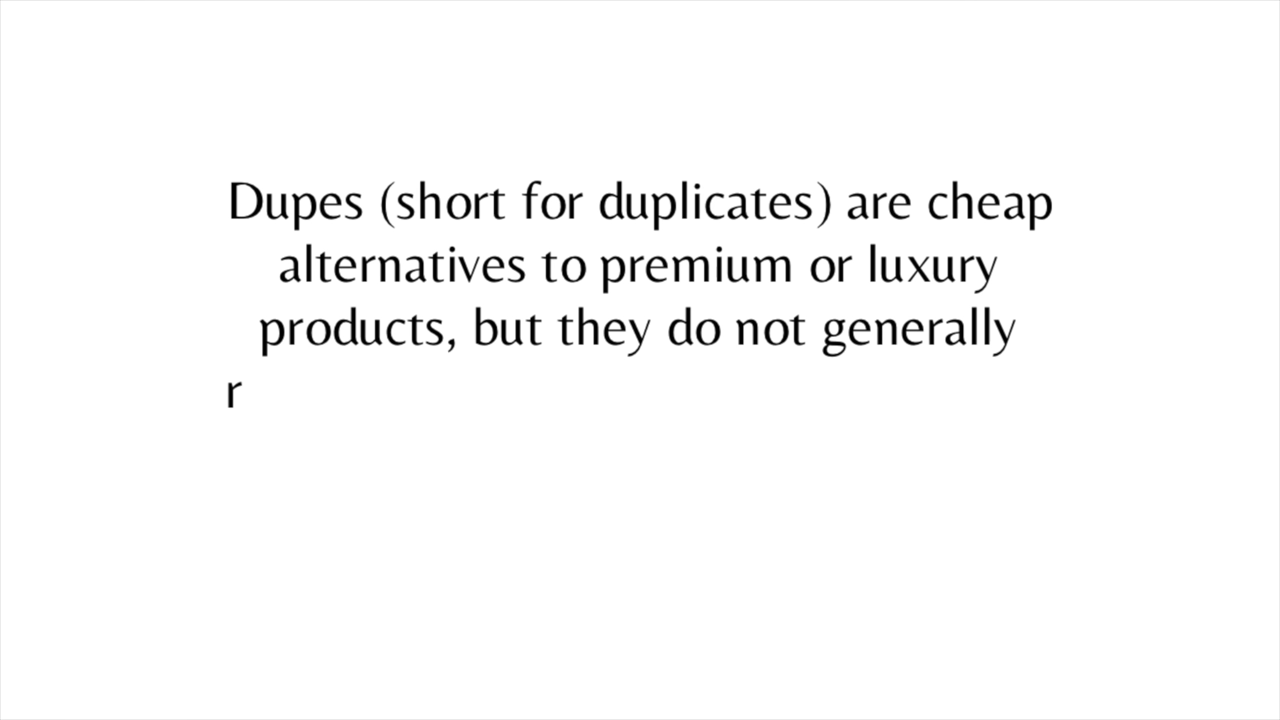 Dupes (short for duplicates) are cheap
alternatives to premium or luxury
products, but they do not generally
r